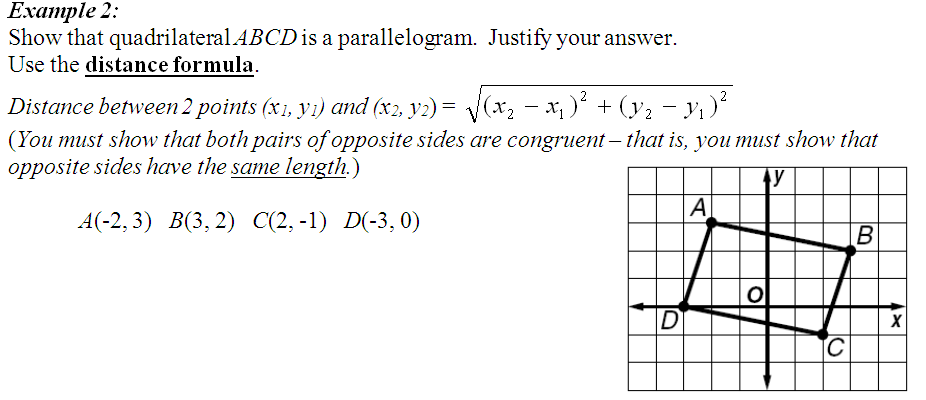 Example 2:
Show that quadrilateral ABCD is a parallelogram.  Justify your answer.
Use the distance formula.
Distance between 2 points (x₁, y₁) and (x₂, y₂) = √(x₂ − x₁)² + (y₂ − y₁)²
(You must show that both pairs of opposite sides are congruent – that is, you must show that
opposite sides have the same length.)
A(-2, 3)  B(3, 2)  C(2, -1)  D(-3, 0)
y
A
B
O
D
x
C